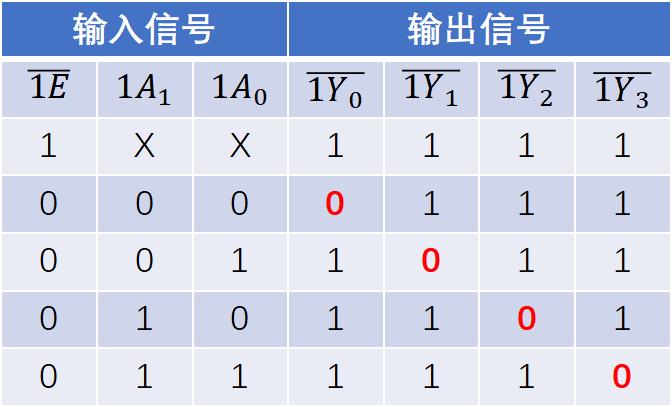 输入信号 输出信号
$\overline{1E}$ $1A_1$ $1A_0$ $\overline{1Y_0}$ $\overline{1Y_1}$ $\overline{1Y_2}$ $\overline{1Y_3}$
1 X X 1 1 1 1
0 0 0 0 1 1 1
0 0 1 1 0 1 1
0 1 0 1 1 0 1
0 1 1 1 1 1 0